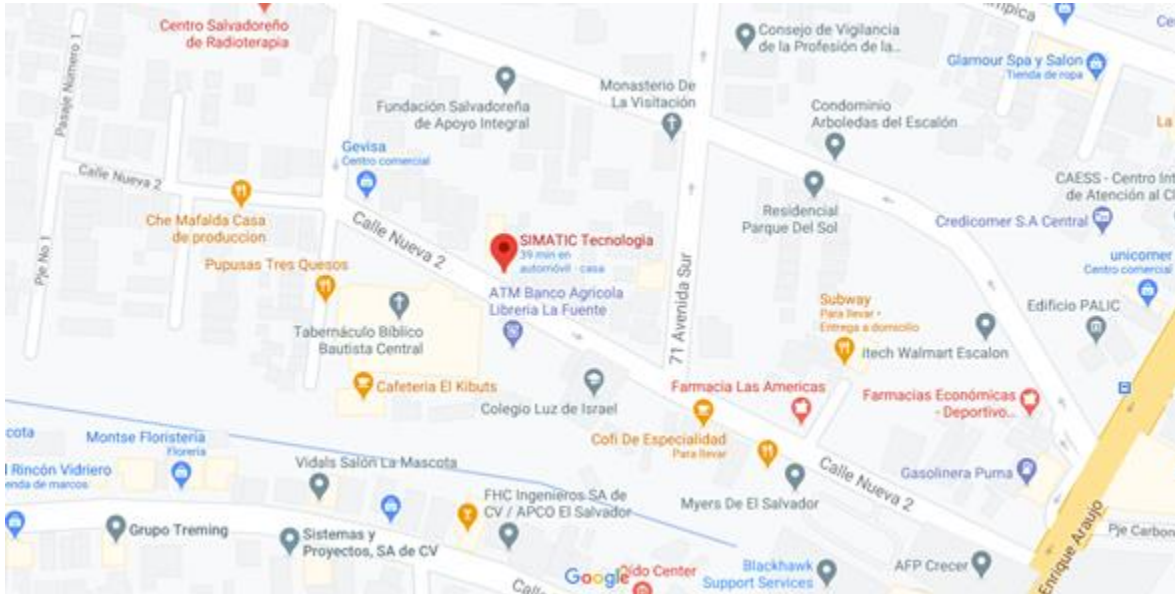 Centro Salvadoreño
de Radioterapia
Consejo de Vigilancia
de la Profesión de la...
Glamour Spa y Salon
Tienda de ropa
Pasaje Número 1
Fundación Salvadoreña
de Apoyo Integral
Monasterio De
La Visitación
Condominio
Arboledas del Escalón
La
Gevisa
Centro comercial
Calle Nueva 2
CAESS - Centro Int
de Atención al Cl
Che Mafalda Casa
de produccion
Residencial
Parque Del Sol
Credicomer S.A Central
Calle Nueva 2
SIMATIC Tecnologia
39 min en
automóvil - casa
71 Avenida Sur
unicomer
Centro comercial
Pje No. 1
Pupusas Tres Quesos
ATM Banco Agricola
Libreria La Fuente
Subway
Para llevar •
Entrega a domicilio
Edificio PALIC
Tabernáculo Bíblico
Bautista Central
Itech Walmart Escalon
Cafeteria El Kibuts
Colegio Luz de Israel
Farmacia Las Americas
Farmacias Económicas
- Deportivo...
cota
Montse Floristería
Florería
Cofi De Especialidad
Para llevar
Calle Nueva 2
Gasolinera Puma
l Rincón Vidriero
enda de marcos
Vidals Salón La Mascota
Myers De El Salvador
FHC Ingenieros SA de
CV / APCO El Salvador
Grupo Treming
Sistemas y
Proyectos, SA de CV
Enrique Araujo
Pje Carbon
Google
Oído Center
Blackhawk
Support Services
AFP Crecer